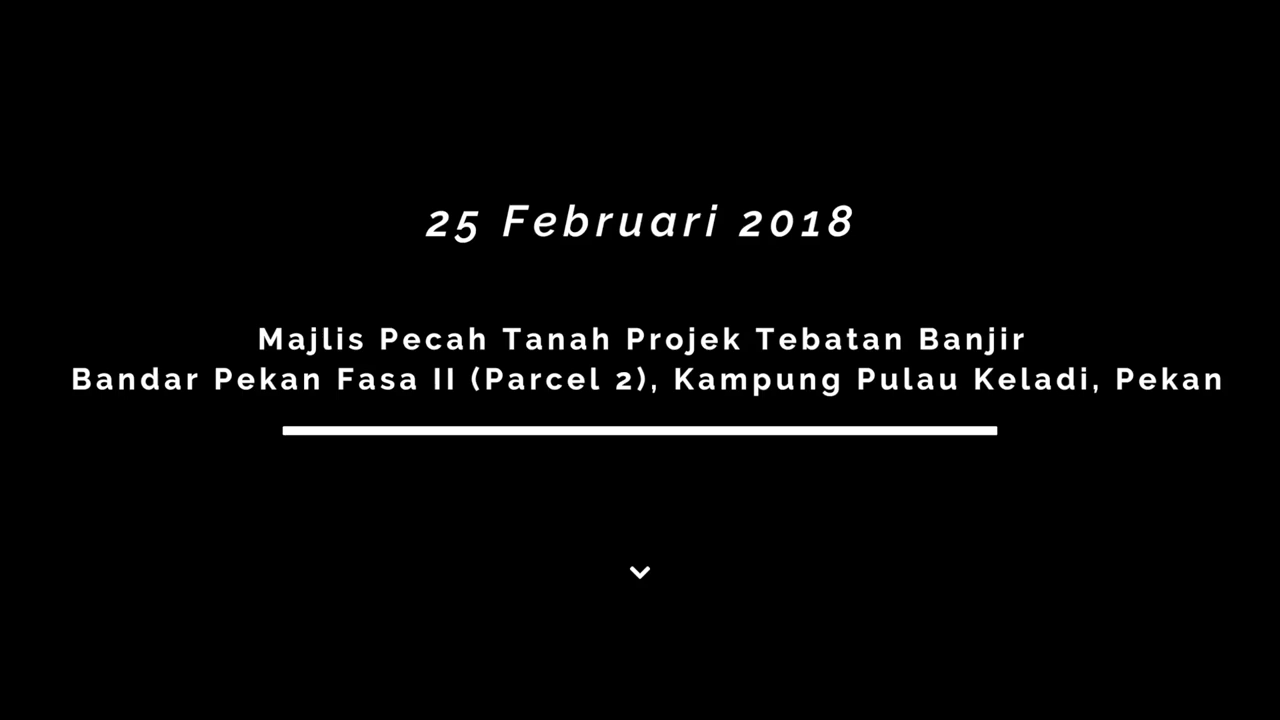 25 Februari 2018
Majlis Pecah Tanah Projek Tebatan Banjir
Bandar Pekan Fasa II (Parcel 2), Kampung Pulau Keladi, Pekan